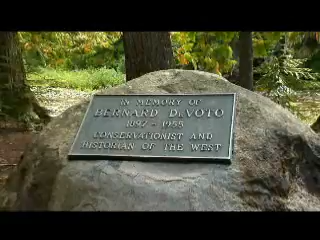 IN MEMORY OF
BERNARD DEVOTO
1897 - 1955
CONSERVATIONIST AND
HISTORIAN OF THE WEST